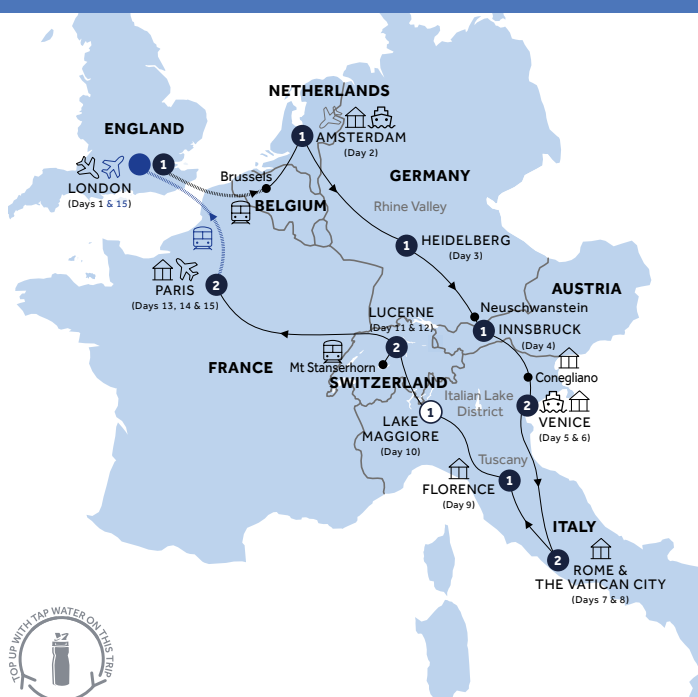 NETHERLANDS
1
AMSTERDAM
(Day 2)
ENGLAND
1
LONDON
(Days 1 & 15)
Brussels
BELGIUM
GERMANY
Rhine Valley
1
HEIDELBERG
(Day 3)
AUSTRIA
Neuschwanstein
1
INNSBRUCK
(Day 4)
2
PARIS
(Days 13, 14 & 15)
LUCERNE
(Day 11 & 12)
2
FRANCE
Mt Stanserhorn
SWITZERLAND
Conegliano
Italian Lake
District
2
VENICE
(Day 5 & 6)
1
LAKE
MAGGIORE
(Day 10)
Tuscany
1
FLORENCE
(Day 9)
ITALY
2
ROME &
THE VATICAN CITY
(Days 7 & 8)
TOP UP WITH TAP WATER ON THIS TRIP